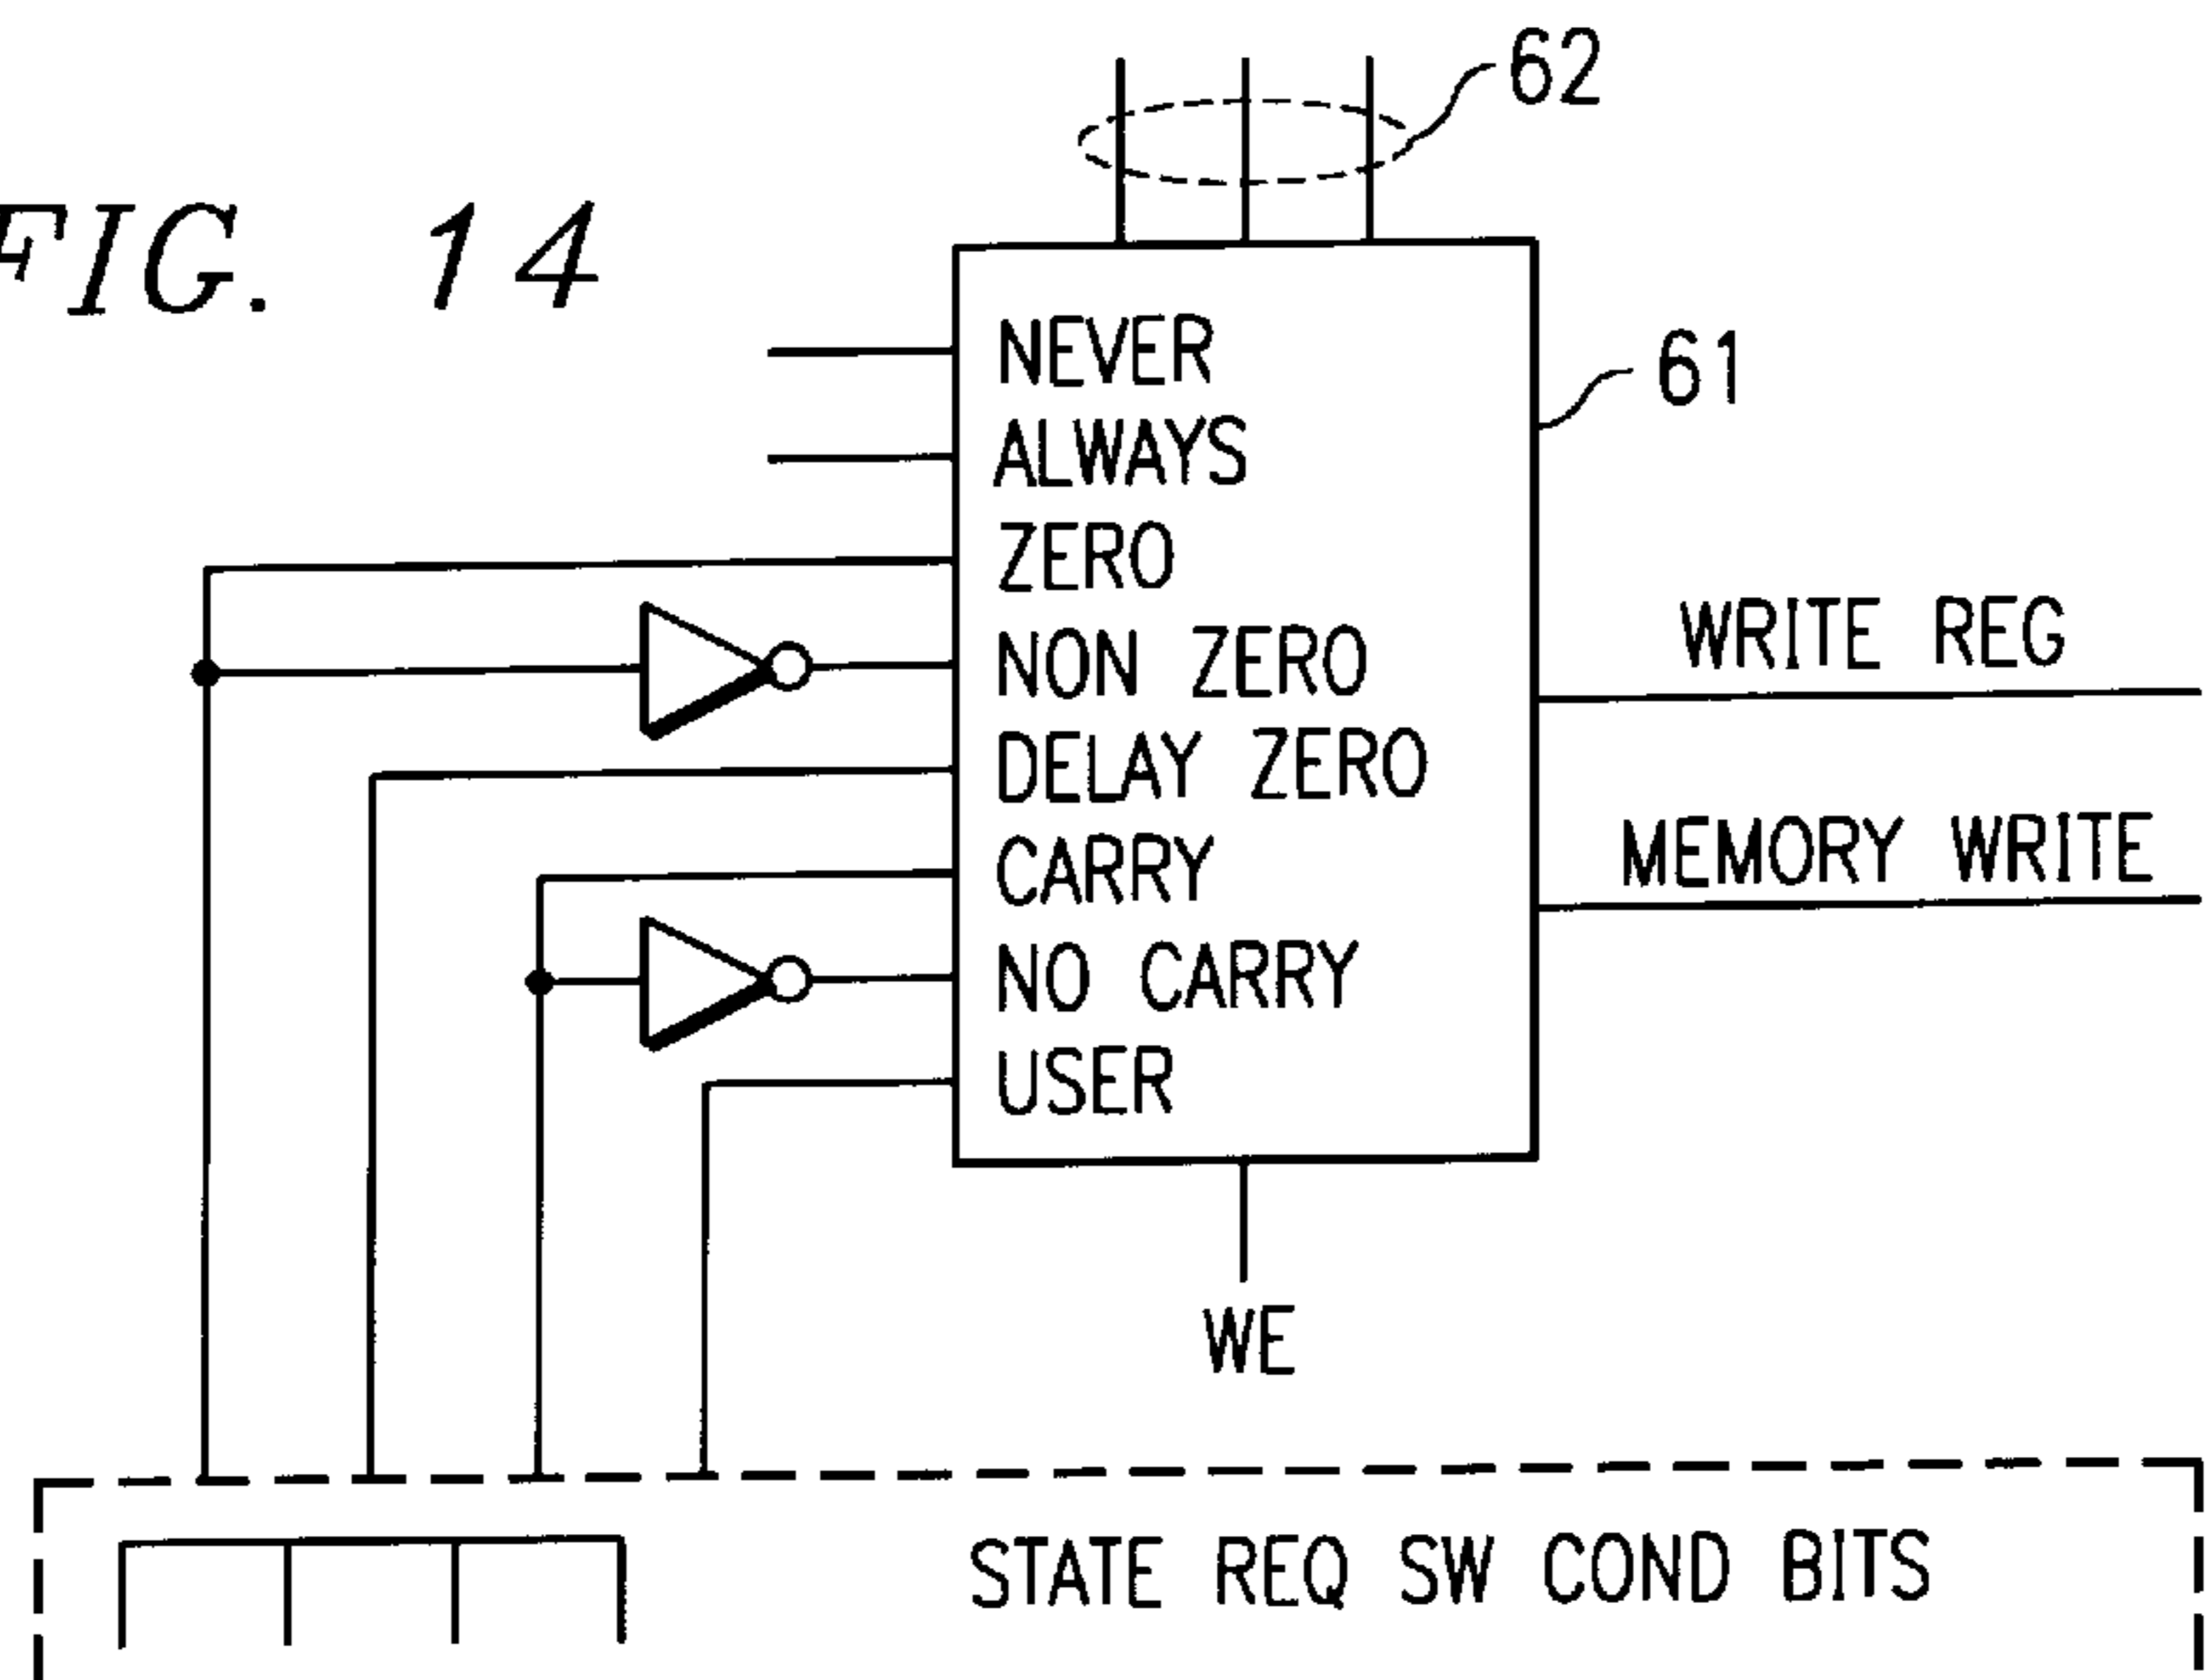 62
FIG. 14
NEVER
61
ALWAYS
ZERO
NON ZERO
WRITE REG
DELAY ZERO
CARRY
MEMORY WRITE
NO CARRY
USER
WE
STATE REQ SW COND BITS